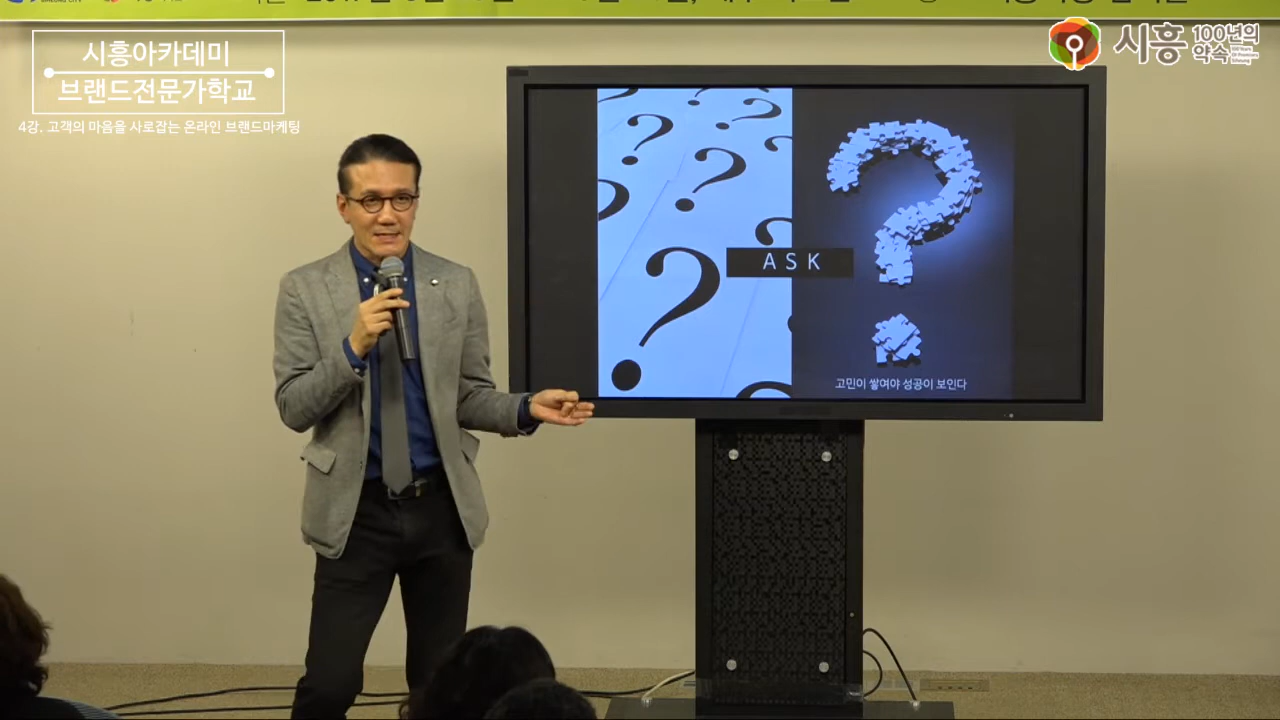 시흥아카데미
브랜드전문가학교
4강. 고객의 마음을 사로잡는 온라인 브랜드마케팅
시흥
100년의
약속
ASK
고민이 쌓여야 성공이 보인다